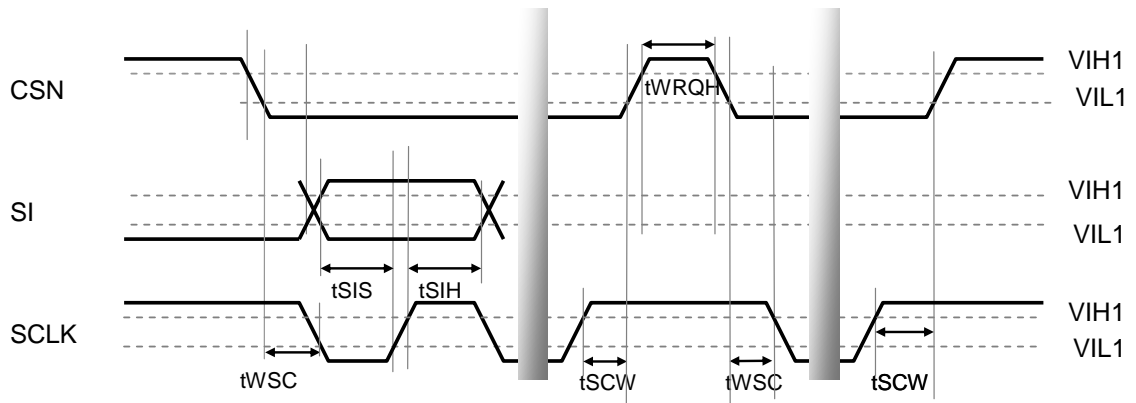 CSN
VIH1
tWRQH
VIL1
SI
VIH1
VIL1
tSIS
tSIH
SCLK
VIH1
VIL1
tWSC
tSCW
tWSC
tSCW